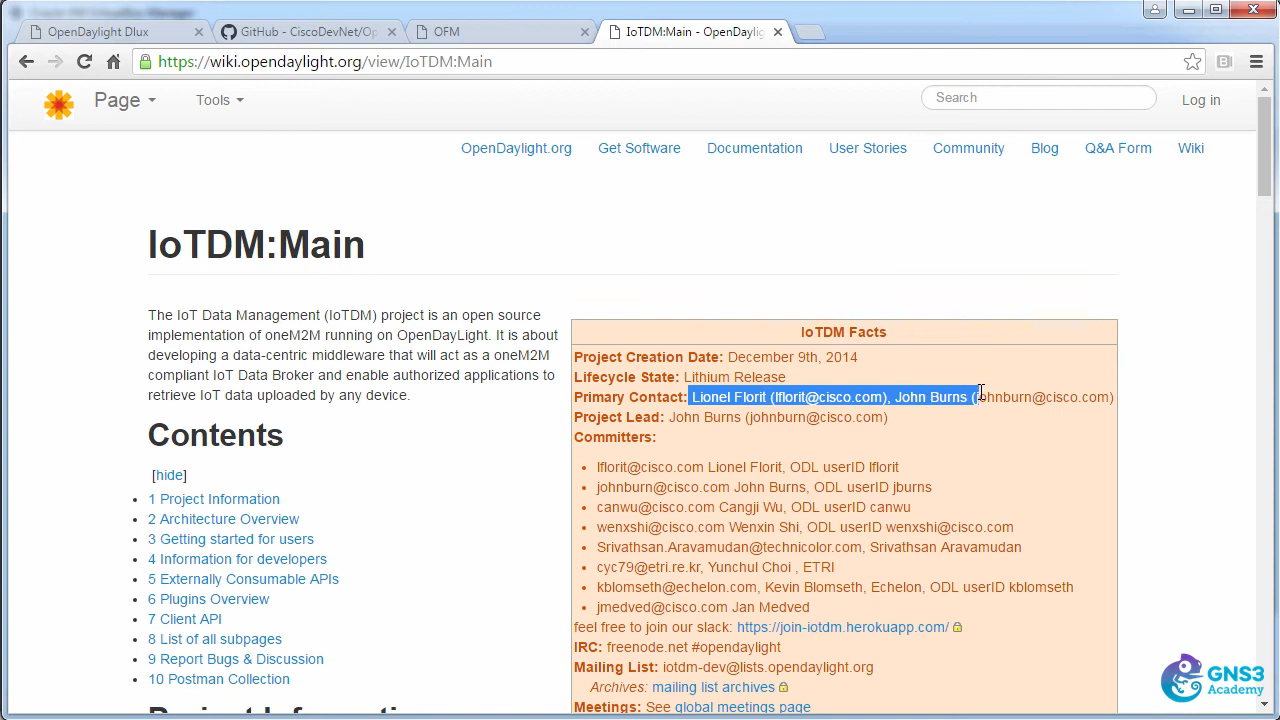 OpenDaylight Dlux
GitHub - CiscoDevNet/Op
OFM
IoTDM:Main - OpenDaylig
https://wiki.opendaylight.org/view/IoTDM:Main
Page
Tools
Search
Log in
OpenDaylight.org
Get Software
Documentation
User Stories
Community
Blog
Q&A Form
Wiki
IoTDM:Main
The IoT Data Management (IoTDM) project is an open source
implementation of oneM2M running on OpenDayLight. It is about
developing a data-centric middleware that will act as a oneM2M
compliant IoT Data Broker and enable authorized applications to
retrieve IoT data uploaded by any device.
Contents
[hide]
1 Project Information
2 Architecture Overview
3 Getting started for users
4 Information for developers
5 Externally Consumable APIs
6 Plugins Overview
7 Client API
8 List of all subpages
9 Report Bugs & Discussion
10 Postman Collection
IoTDM Facts
Project Creation Date: December 9th, 2014
Lifecycle State: Lithium Release
Primary Contact: Lionel Florit (lflorit@cisco.com), John Burns (johnburn@cisco.com)
Project Lead: John Burns (johnburn@cisco.com)
Committers:
lflorit@cisco.com Lionel Florit, ODL userID lflorit
johnburn@cisco.com John Burns, ODL userID jburns
canwu@cisco.com Cangji Wu, ODL userID canwu
wenxshi@cisco.com Wenxin Shi, ODL userID wenxshi@cisco.com
Srivathsan.Aravamudan@technicolor.com, Srivathsan Aravamudan
cyc79@etri.re.kr, Yunchul Choi , ETRI
kblomseth@echelon.com, Kevin Blomseth, Echelon, ODL userID kblomseth
jmedved@cisco.com Jan Medved
feel free to join our slack: https://join-iotdm.herokuapp.com/
IRC: freenode.net #opendaylight
Mailing List: iotdm-dev@lists.opendaylight.org
Archives: mailing list archives
Meetings: See global meetings page
GNS3
Academy